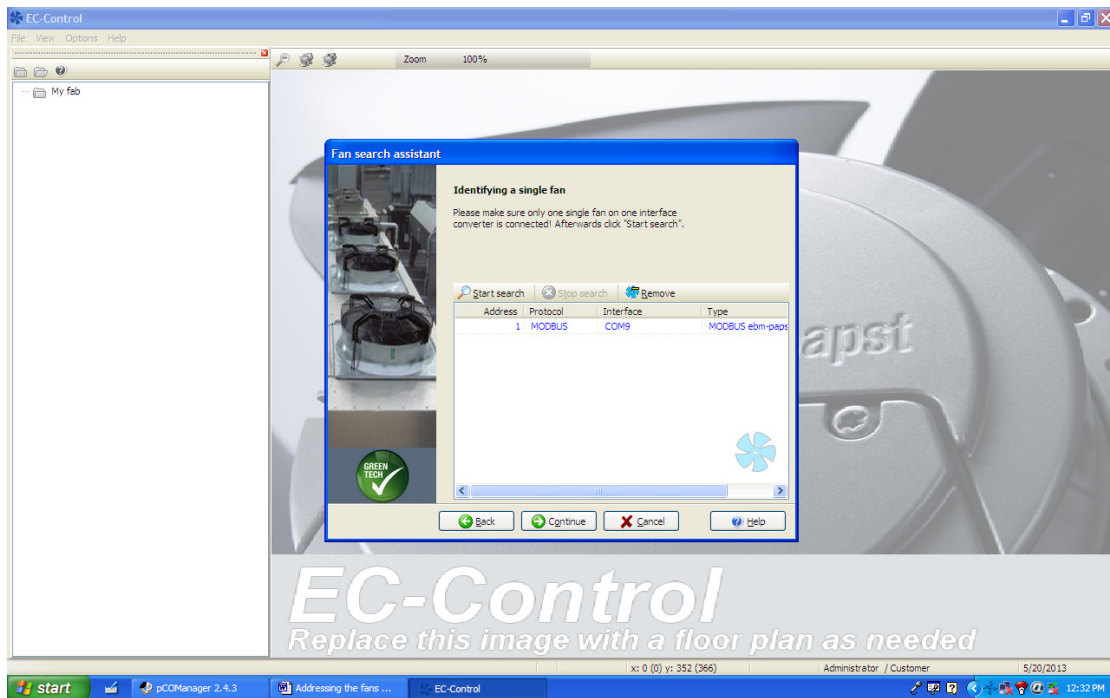 EC-Control
File View Options Help
Zoom 100%
My fab
apst
Fan search assistant
Identifying a single fan
Please make sure only one single fan on one interface
converter is connected! Afterwards click "Start search".
Start search Stop search Remove
Address Protocol Interface Type
1 MODBUS COM9 MODBUS ebm-paps
GREEN
TECH
Back Continue Cancel Help
EC-Control
Replace this image with a floor plan as needed
x: 0 (0) y: 352 (366) Administrator / Customer 5/20/2013
start pCOManager 2.4.3 Addressing the fans ... EC-Control 12:32 PM